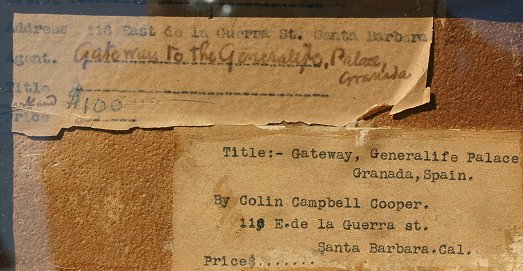 Address 116 East de la Guerra St. Santa Barbara
Agent. Gateway to the Generalife, Palace,
Granada
Title
$100
Price
Title:- Gateway, Generalife Palace
Granada,Spain.
By Colin Campbell Cooper.
116 E.de la Guerra st.
Santa Barbara.Cal.
Price$.......